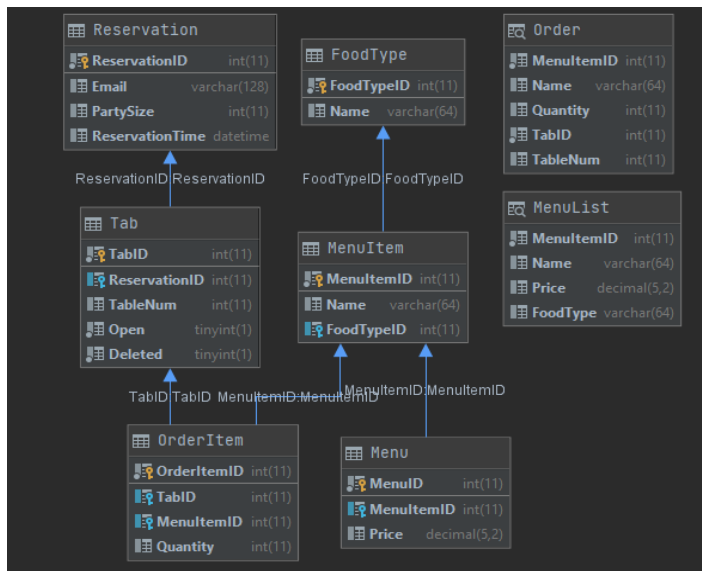 Reservation
ReservationID int(11)
Email varchar(128)
PartySize int(11)
ReservationTime datetime
FoodType
FoodTypeID int(11)
Name varchar(64)
Order
MenuItemID int(11)
Name varchar(64)
Quantity int(11)
TabID int(11)
TableNum int(11)
ReservationID:ReservationID
FoodTypeID:FoodTypeID
MenuList
MenuItemID int(11)
Name varchar(64)
Price decimal(5,2)
FoodType varchar(64)
Tab
TabID int(11)
ReservationID int(11)
TableNum int(11)
Open tinyint(1)
Deleted tinyint(1)
MenuItem
MenuItemID int(11)
Name varchar(64)
FoodTypeID int(11)
TabID:TabID
MenuItemID:MenuItemID
MenuItemID:MenuItemID
OrderItem
OrderItemID int(11)
TabID int(11)
MenuItemID int(11)
Quantity int(11)
Menu
MenuID int(11)
MenuItemID int(11)
Price decimal(5,2)